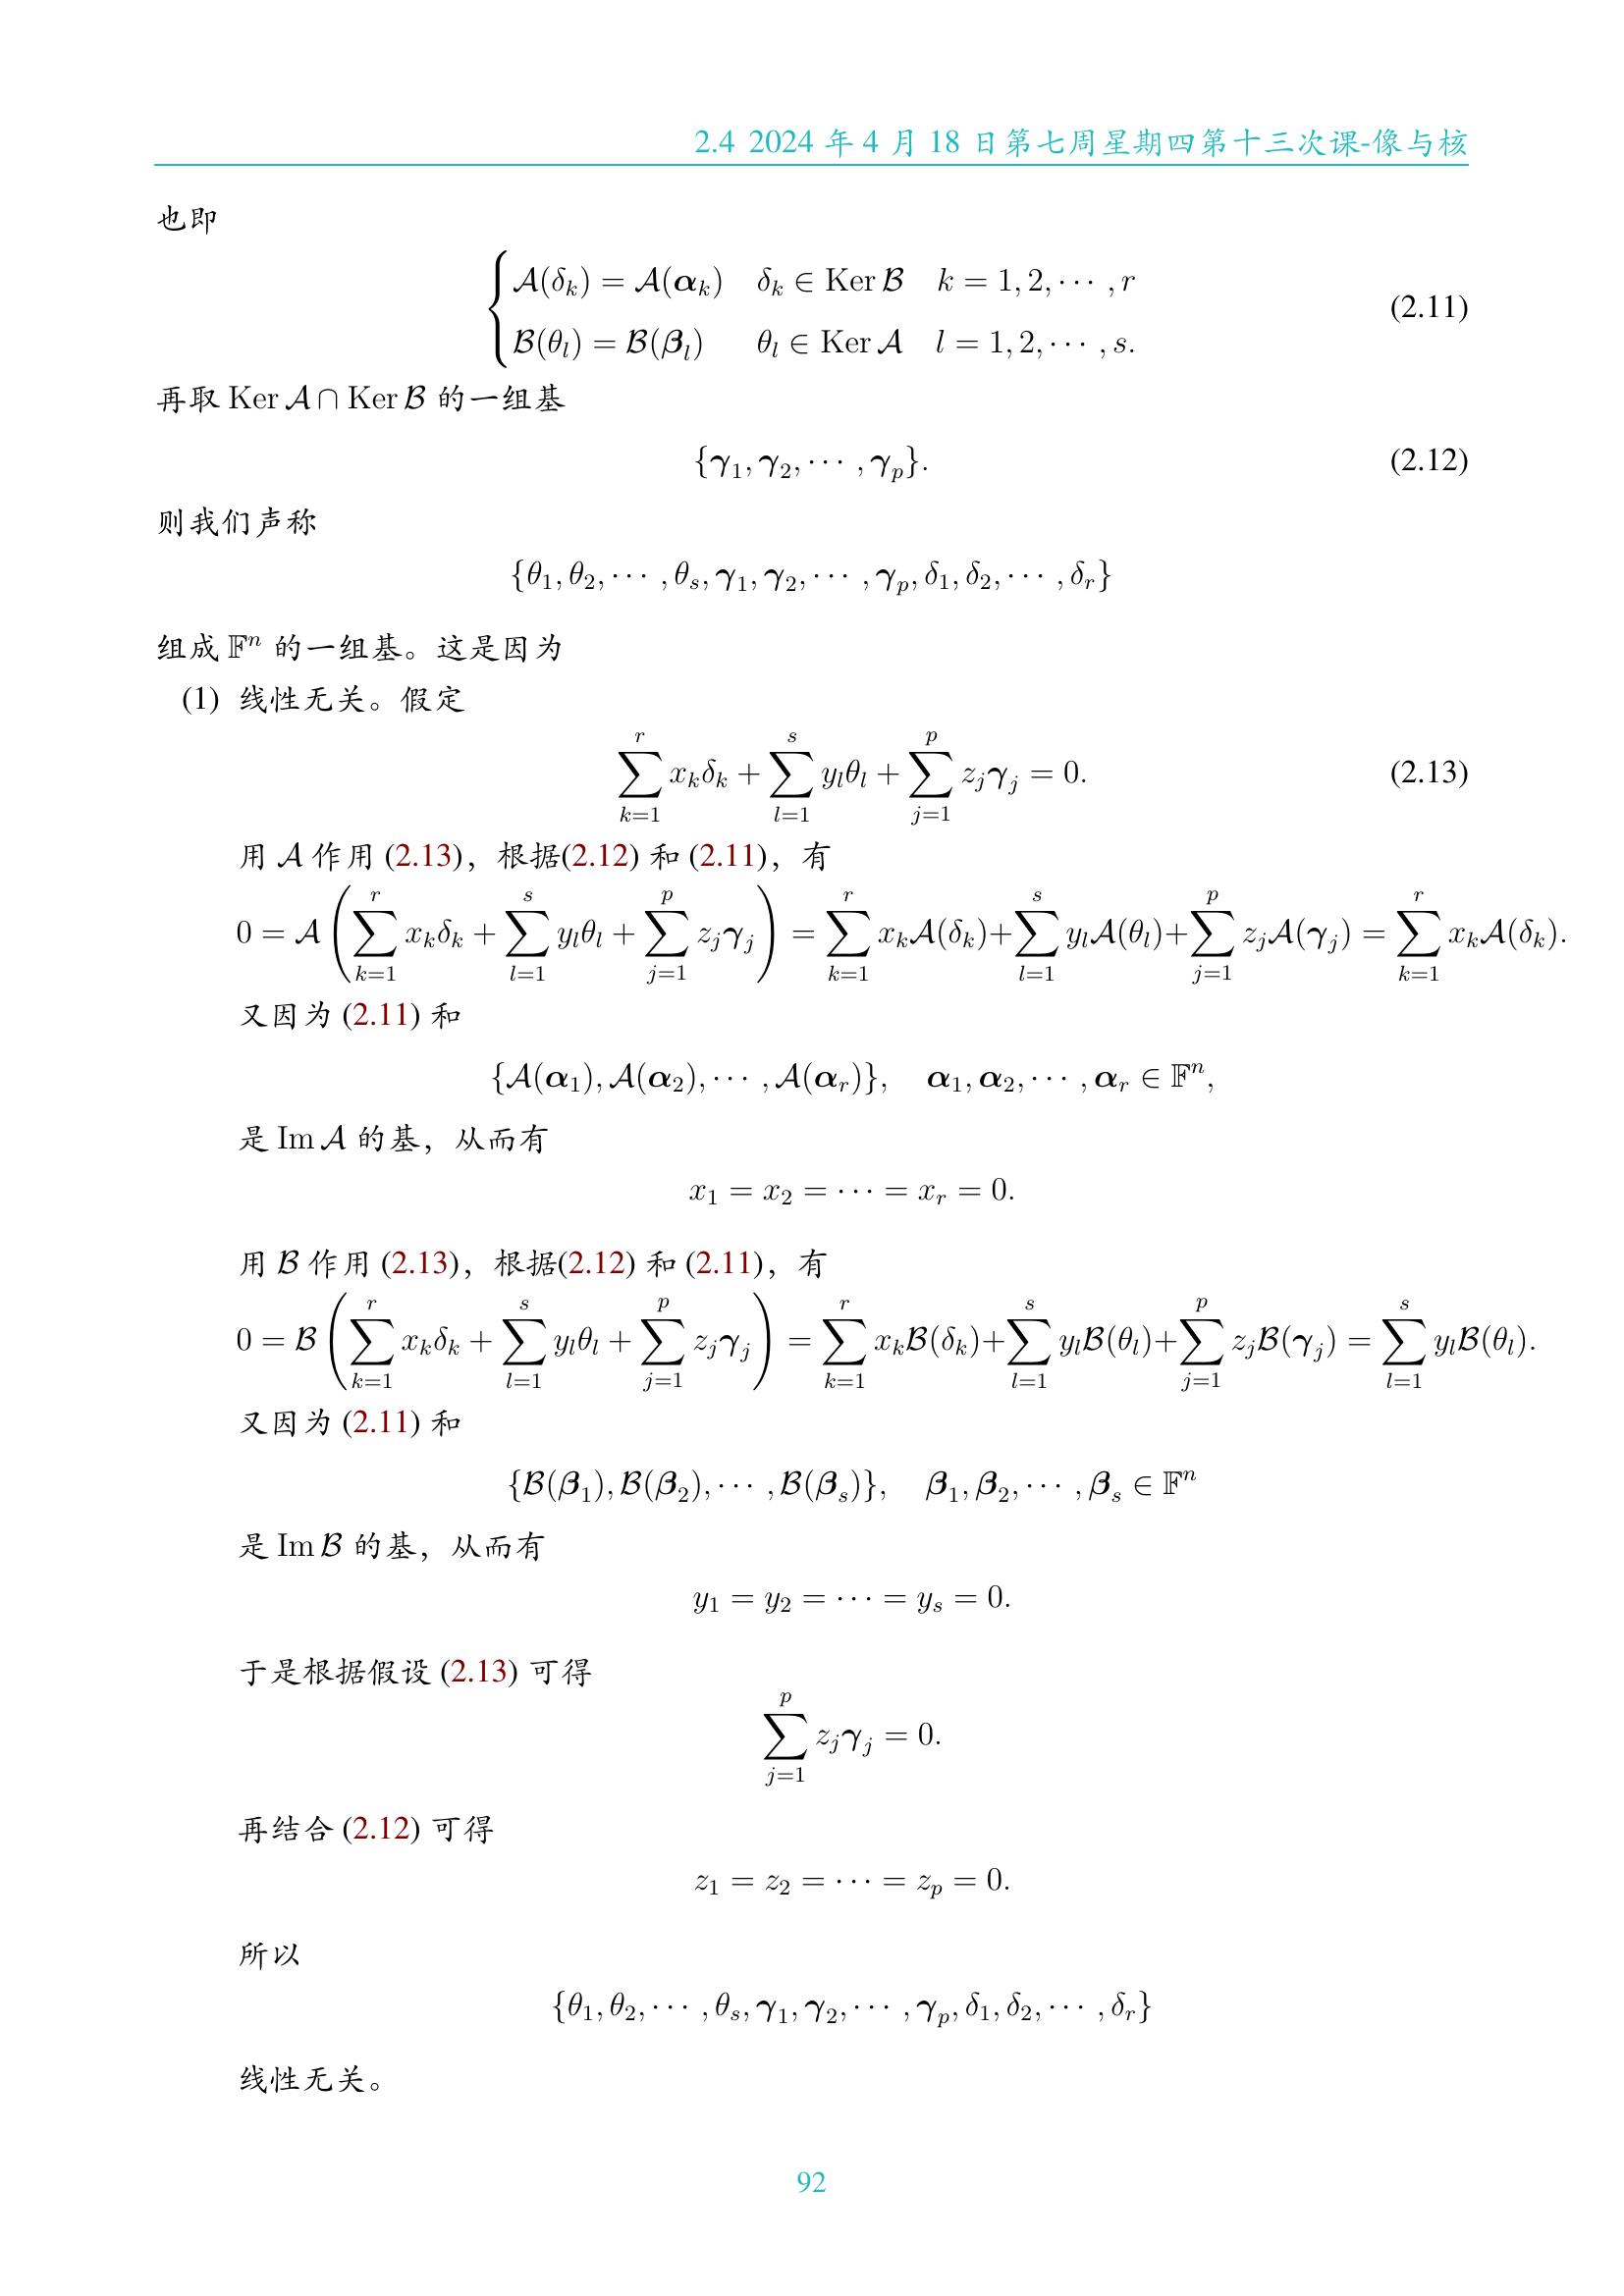 2.4 2024 年 4 月 18 日第七周星期四第十三次课-像与核
也即
$$\begin{cases} \mathcal{A}(\delta_k) = \mathcal{A}(\boldsymbol{\alpha}_k) \quad \delta_k \in \operatorname{Ker} \mathcal{B} \quad k = 1, 2, \cdots, r \\ \mathcal{B}(\theta_l) = \mathcal{B}(\boldsymbol{\beta}_l) \quad \theta_l \in \operatorname{Ker} \mathcal{A} \quad l = 1, 2, \cdots, s. \end{cases} \quad (2.11)$$
再取 $\operatorname{Ker} \mathcal{A} \cap \operatorname{Ker} \mathcal{B}$ 的一组基
$$\{\boldsymbol{\gamma}_1, \boldsymbol{\gamma}_2, \cdots, \boldsymbol{\gamma}_p\}. \quad (2.12)$$
则我们声称
$$\{\theta_1, \theta_2, \cdots, \theta_s, \boldsymbol{\gamma}_1, \boldsymbol{\gamma}_2, \cdots, \boldsymbol{\gamma}_p, \delta_1, \delta_2, \cdots, \delta_r\}$$
组成 $\mathbb{F}^n$ 的一组基。这是因为
(1) 线性无关。假定
$$\sum_{k=1}^{r} x_k \delta_k + \sum_{l=1}^{s} y_l \theta_l + \sum_{j=1}^{p} z_j \boldsymbol{\gamma}_j = 0. \quad (2.13)$$
用 $\mathcal{A}$ 作用 (2.13)，根据(2.12) 和 (2.11)，有
$$0 = \mathcal{A}\left(\sum_{k=1}^{r} x_k \delta_k + \sum_{l=1}^{s} y_l \theta_l + \sum_{j=1}^{p} z_j \boldsymbol{\gamma}_j\right) = \sum_{k=1}^{r} x_k \mathcal{A}(\delta_k) + \sum_{l=1}^{s} y_l \mathcal{A}(\theta_l) + \sum_{j=1}^{p} z_j \mathcal{A}(\boldsymbol{\gamma}_j) = \sum_{k=1}^{r} x_k \mathcal{A}(\delta_k).$$
又因为 (2.11) 和
$$\{\mathcal{A}(\boldsymbol{\alpha}_1), \mathcal{A}(\boldsymbol{\alpha}_2), \cdots, \mathcal{A}(\boldsymbol{\alpha}_r)\}, \quad \boldsymbol{\alpha}_1, \boldsymbol{\alpha}_2, \cdots, \boldsymbol{\alpha}_r \in \mathbb{F}^n,$$
是 $\operatorname{Im} \mathcal{A}$ 的基，从而有
$$x_1 = x_2 = \cdots = x_r = 0.$$
用 $\mathcal{B}$ 作用 (2.13)，根据(2.12) 和 (2.11)，有
$$0 = \mathcal{B}\left(\sum_{k=1}^{r} x_k \delta_k + \sum_{l=1}^{s} y_l \theta_l + \sum_{j=1}^{p} z_j \boldsymbol{\gamma}_j\right) = \sum_{k=1}^{r} x_k \mathcal{B}(\delta_k) + \sum_{l=1}^{s} y_l \mathcal{B}(\theta_l) + \sum_{j=1}^{p} z_j \mathcal{B}(\boldsymbol{\gamma}_j) = \sum_{l=1}^{s} y_l \mathcal{B}(\theta_l).$$
又因为 (2.11) 和
$$\{\mathcal{B}(\boldsymbol{\beta}_1), \mathcal{B}(\boldsymbol{\beta}_2), \cdots, \mathcal{B}(\boldsymbol{\beta}_s)\}, \quad \boldsymbol{\beta}_1, \boldsymbol{\beta}_2, \cdots, \boldsymbol{\beta}_s \in \mathbb{F}^n$$
是 $\operatorname{Im} \mathcal{B}$ 的基，从而有
$$y_1 = y_2 = \cdots = y_s = 0.$$
于是根据假设 (2.13) 可得
$$\sum_{j=1}^{p} z_j \boldsymbol{\gamma}_j = 0.$$
再结合 (2.12) 可得
$$z_1 = z_2 = \cdots = z_p = 0.$$
所以
$$\{\theta_1, \theta_2, \cdots, \theta_s, \boldsymbol{\gamma}_1, \boldsymbol{\gamma}_2, \cdots, \boldsymbol{\gamma}_p, \delta_1, \delta_2, \cdots, \delta_r\}$$
线性无关。
92